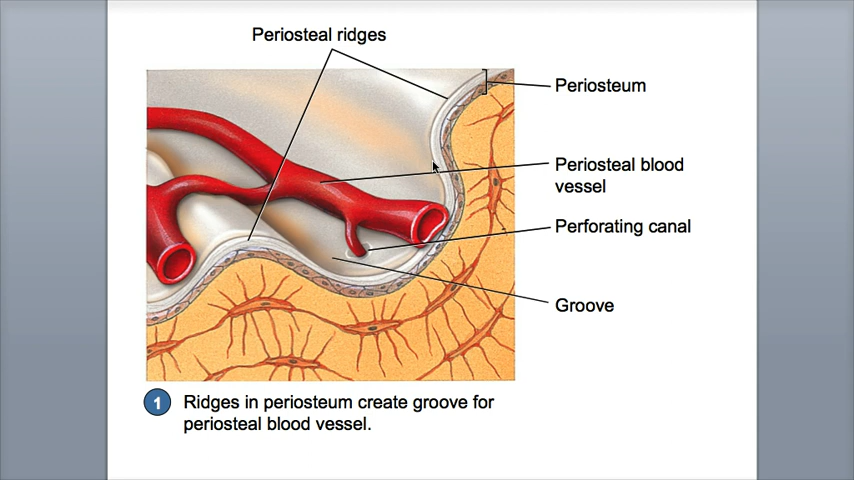 Periosteal ridges
Periosteum
Periosteal blood
vessel
Perforating canal
Groove
1 Ridges in periosteum create groove for
periosteal blood vessel.